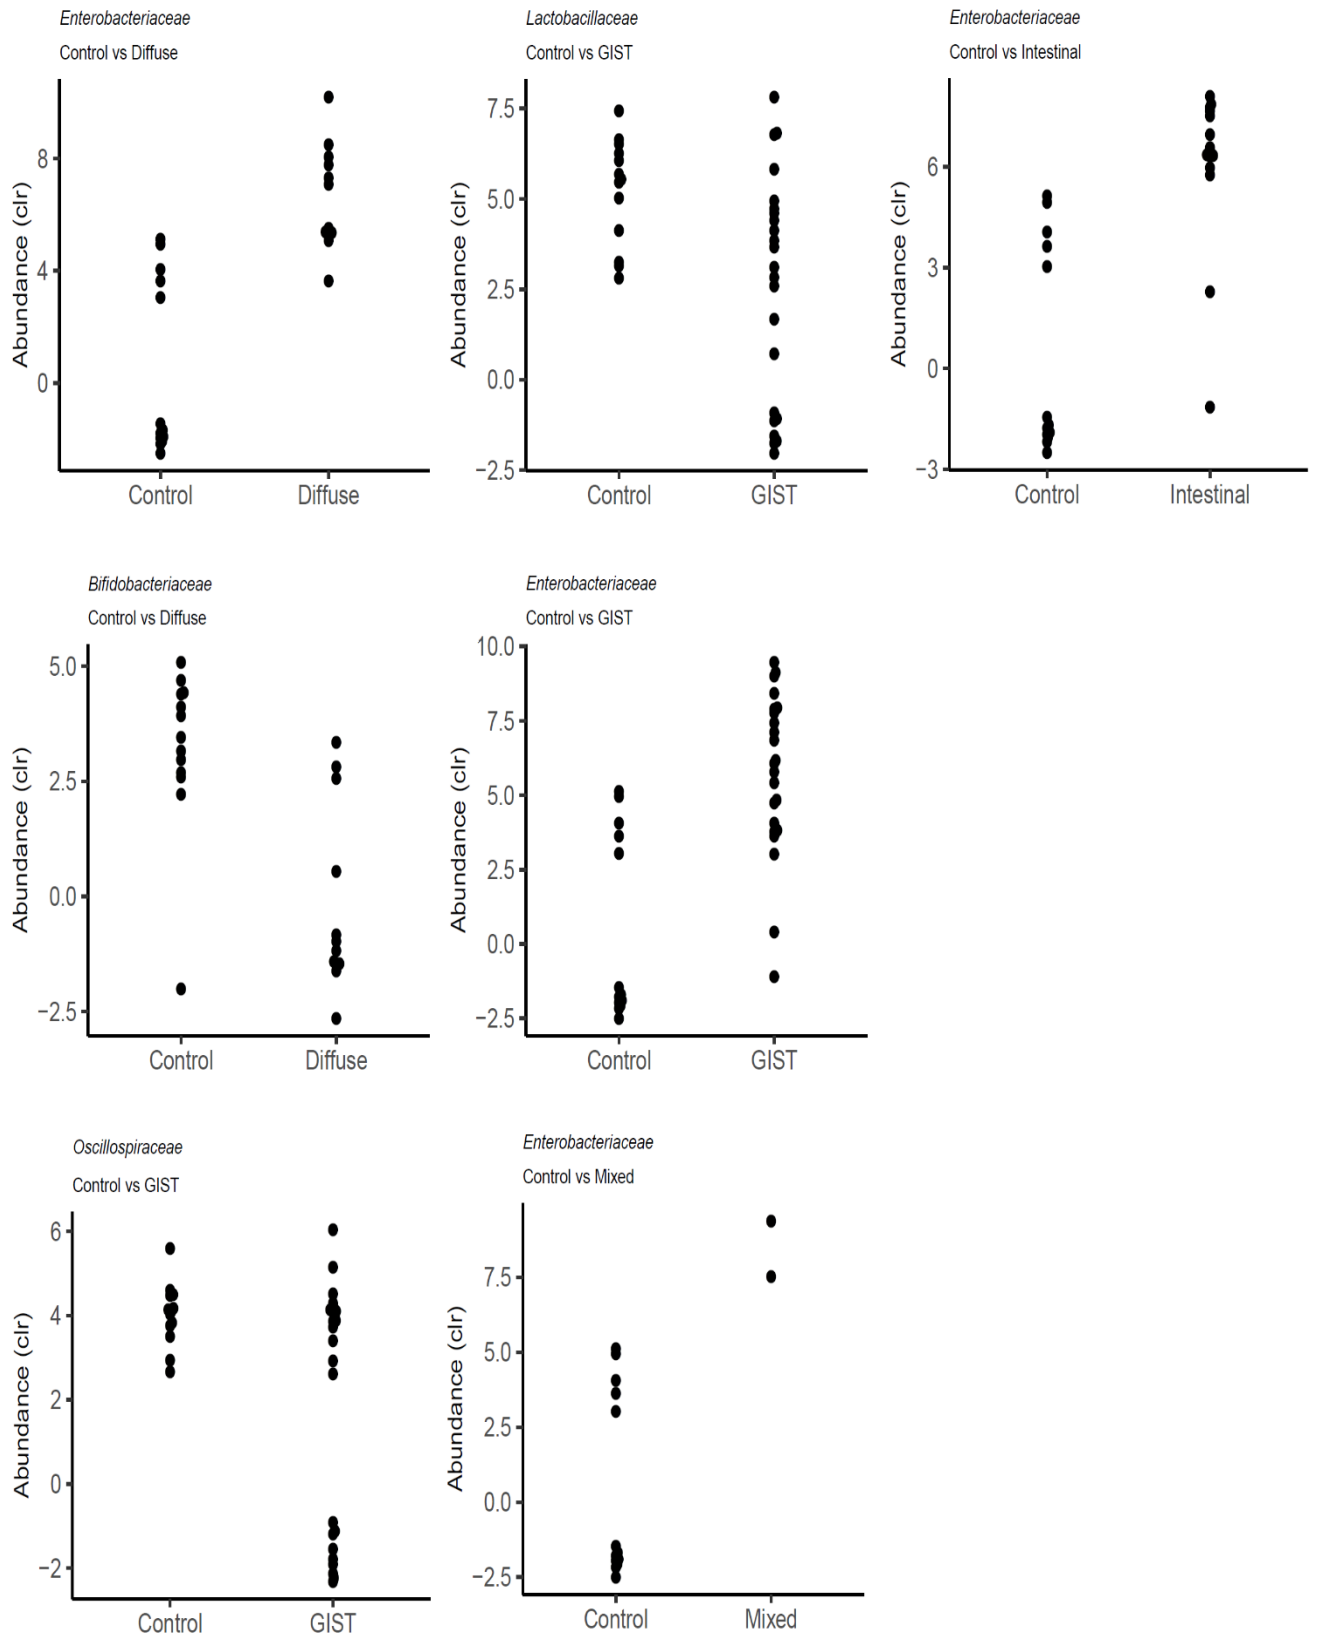 Enterobacteriaceae
Control vs Diffuse
Abundance (clr)
8
4
0
Control
Diffuse
Lactobacillaceae
Control vs GIST
Abundance (clr)
7.5
5.0
2.5
0.0
−2.5
Control
GIST
Enterobacteriaceae
Control vs Intestinal
Abundance (clr)
6
3
0
−3
Control
Intestinal
Bifidobacteriaceae
Control vs Diffuse
Abundance (clr)
5.0
2.5
0.0
−2.5
Control
Diffuse
Enterobacteriaceae
Control vs GIST
Abundance (clr)
10.0
7.5
5.0
2.5
0.0
−2.5
Control
GIST
Oscillospiraceae
Control vs GIST
Abundance (clr)
6
4
2
0
−2
Control
GIST
Enterobacteriaceae
Control vs Mixed
Abundance (clr)
7.5
5.0
2.5
0.0
−2.5
Control
Mixed